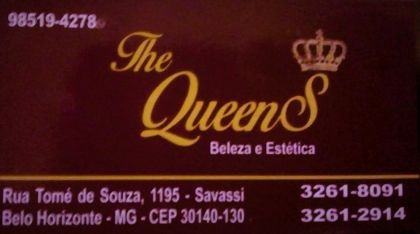 98519-4278
The
QueenS
Beleza e Estética
Rua Tomé de Souza, 1195 - Savassi
3261-8091
Belo Horizonte - MG - CEP 30140-130
3261-2914